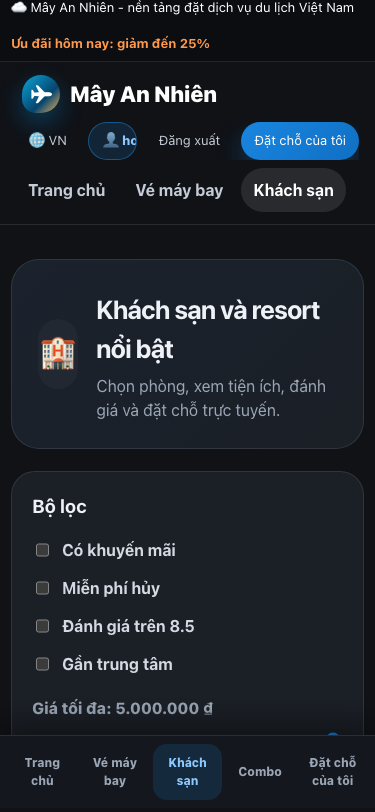 Mây An Nhiên - nền tảng đặt dịch vụ du lịch Việt Nam
Ưu đãi hôm nay: giảm đến 25%
Mây An Nhiên
VN
Đăng xuất
Đặt chỗ của tôi
Trang chủ
Vé máy bay
Khách sạn
Khách sạn và resort
nổi bật
Chọn phòng, xem tiện ích, đánh
giá và đặt chỗ trực tuyến.
Bộ lọc
Có khuyến mãi
Miễn phí hủy
Đánh giá trên 8.5
Gần trung tâm
Giá tối đa: 5.000.000 ₫
Trang
chủ
Vé máy
bay
Khách
sạn
Combo
Đặt chỗ
của tôi